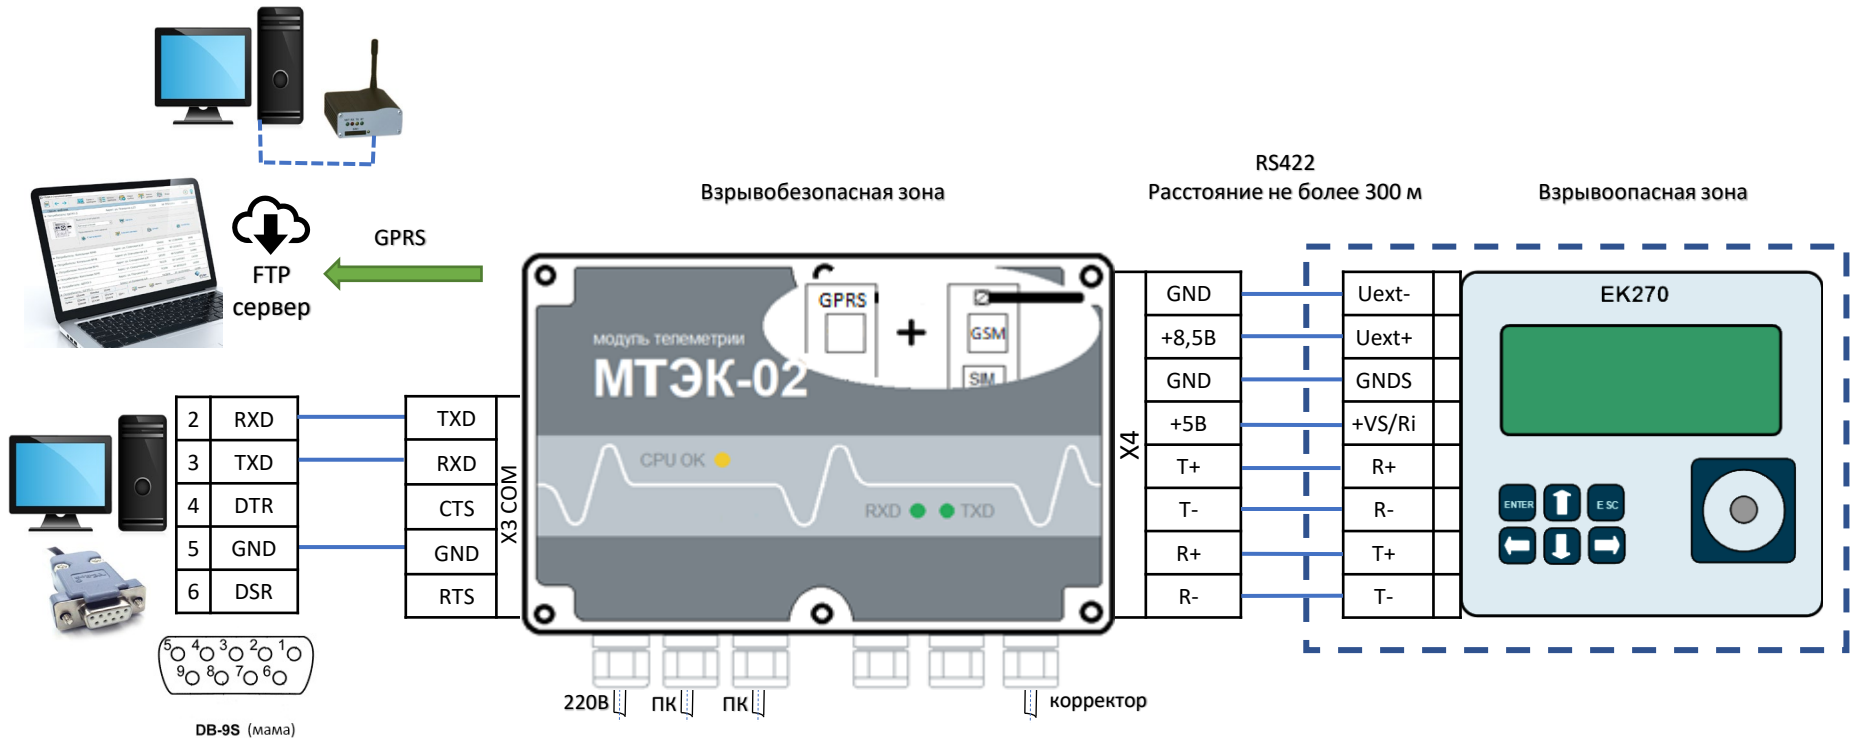 RS422
Взрывобезопасная зона
Расстояние не более 300 м
Взрывоопасная зона
GPRS
FTP
сервер
GPRS
GSM
SIM
модуль телеметрии
МТЭК-02
CPU OK
RXD
TXD
X3 COM
2 RXD
3 TXD
4 DTR
5 GND
6 DSR
TXD
RXD
CTS
GND
RTS
X4
GND
+8,5В
GND
+5В
T+
T-
R+
R-
Uext-
Uext+
GNDS
+VS/Ri
R+
R-
T+
T-
EK270
ENTER
ESC
5 4 3 2 1
9 8 7 6
DB-9S (мама)
220В
ПК
ПК
корректор